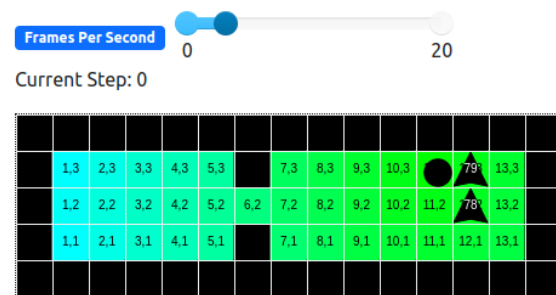 Frames Per Second
0 20
Current Step: 0
1,3 2,3 3,3 4,3 5,3 7,3 8,3 9,3 10,3 79 13,3
1,2 2,2 3,2 4,2 5,2 6,2 7,2 8,2 9,2 10,2 11,2 78 13,2
1,1 2,1 3,1 4,1 5,1 7,1 8,1 9,1 10,1 11,1 12,1 13,1